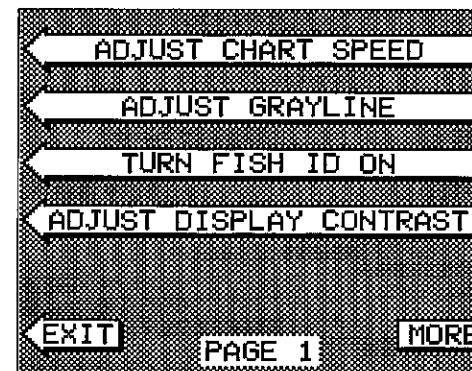 ADJUST CHART SPEED
ADJUST GRAYLINE
TURN FISH ID ON
ADJUST DISPLAY CONTRAST
EXIT
PAGE 1
MORE